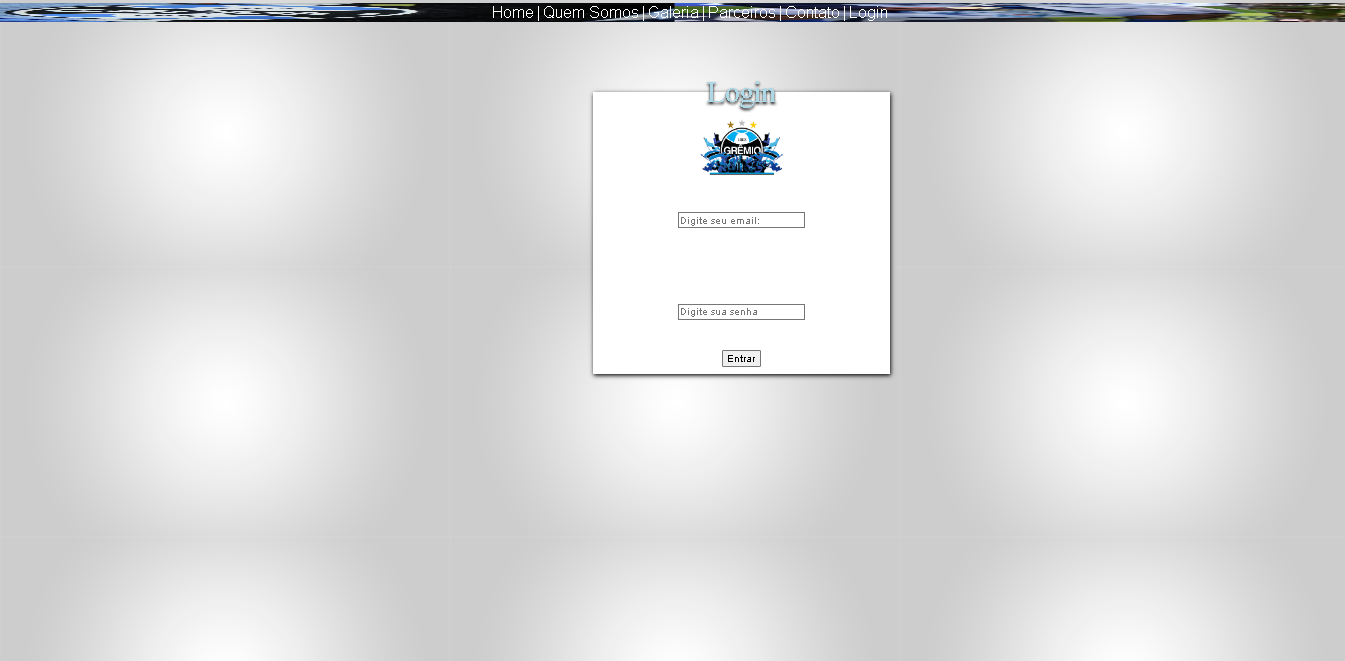 Home | Quem Somos | Galeria | Parceiros | Contato | Login
Login
GRÊMIO
Digite seu email:
Digite sua senha
Entrar